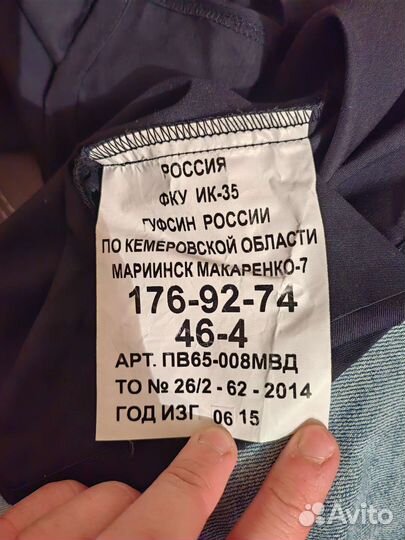 РОССИЯ
ФКУ ИК-35
ГУФСИН РОССИИ
ПО КЕМЕРОВСКОЙ ОБЛАСТИ
МАРИИНСК МАКАРЕНКО-7
176-92-74
46-4
АРТ. ПВ65-008МВД
ТО № 26/2 - 62 - 2014
ГОД ИЗГ 06 15
Avito